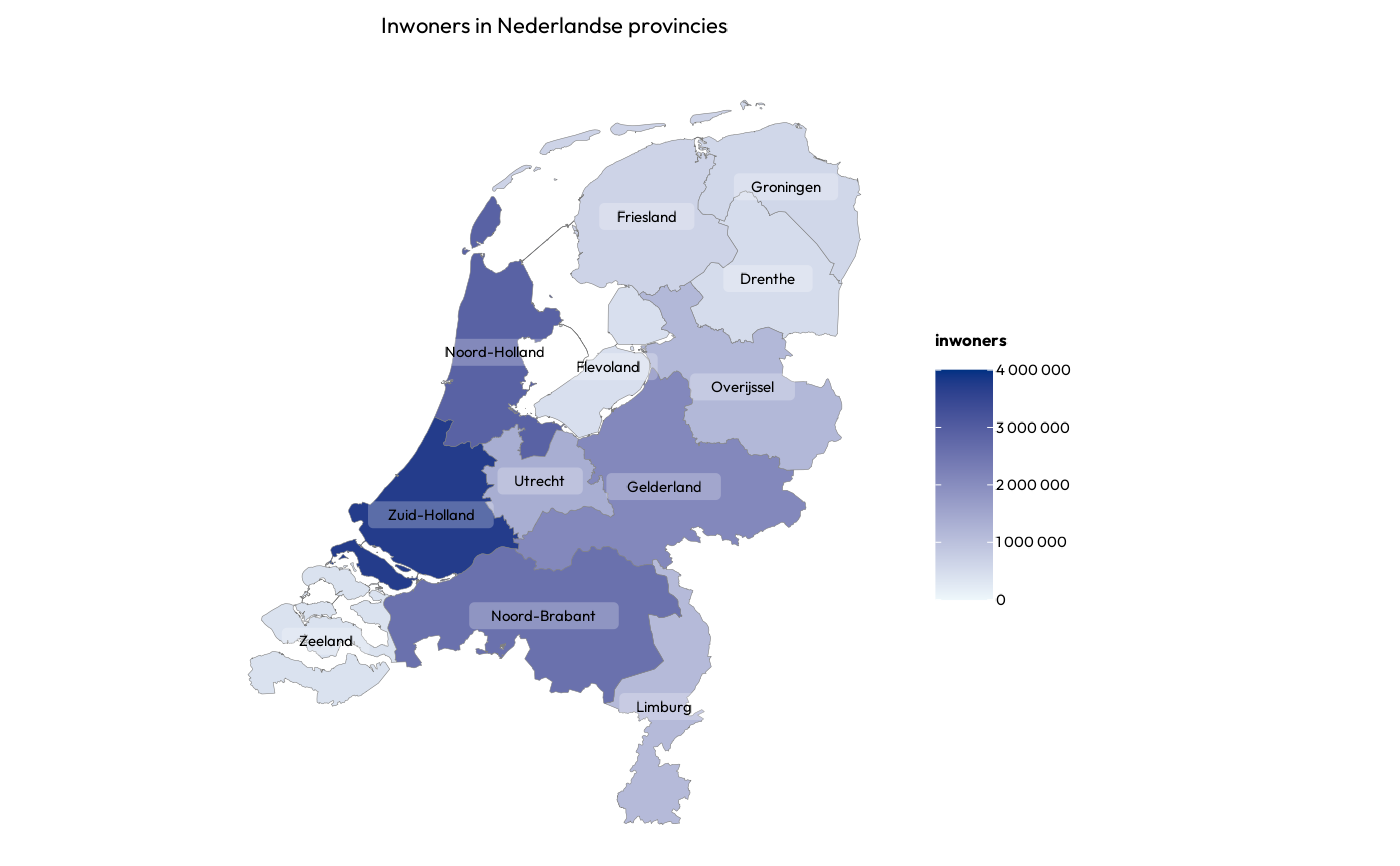 Inwoners in Nederlandse provincies
Groningen
Friesland
Drenthe
Noord-Holland
Flevoland
Overijssel
Utrecht
Gelderland
Zuid-Holland
Noord-Brabant
Zeeland
Limburg
inwoners
4 000 000
3 000 000
2 000 000
1 000 000
0